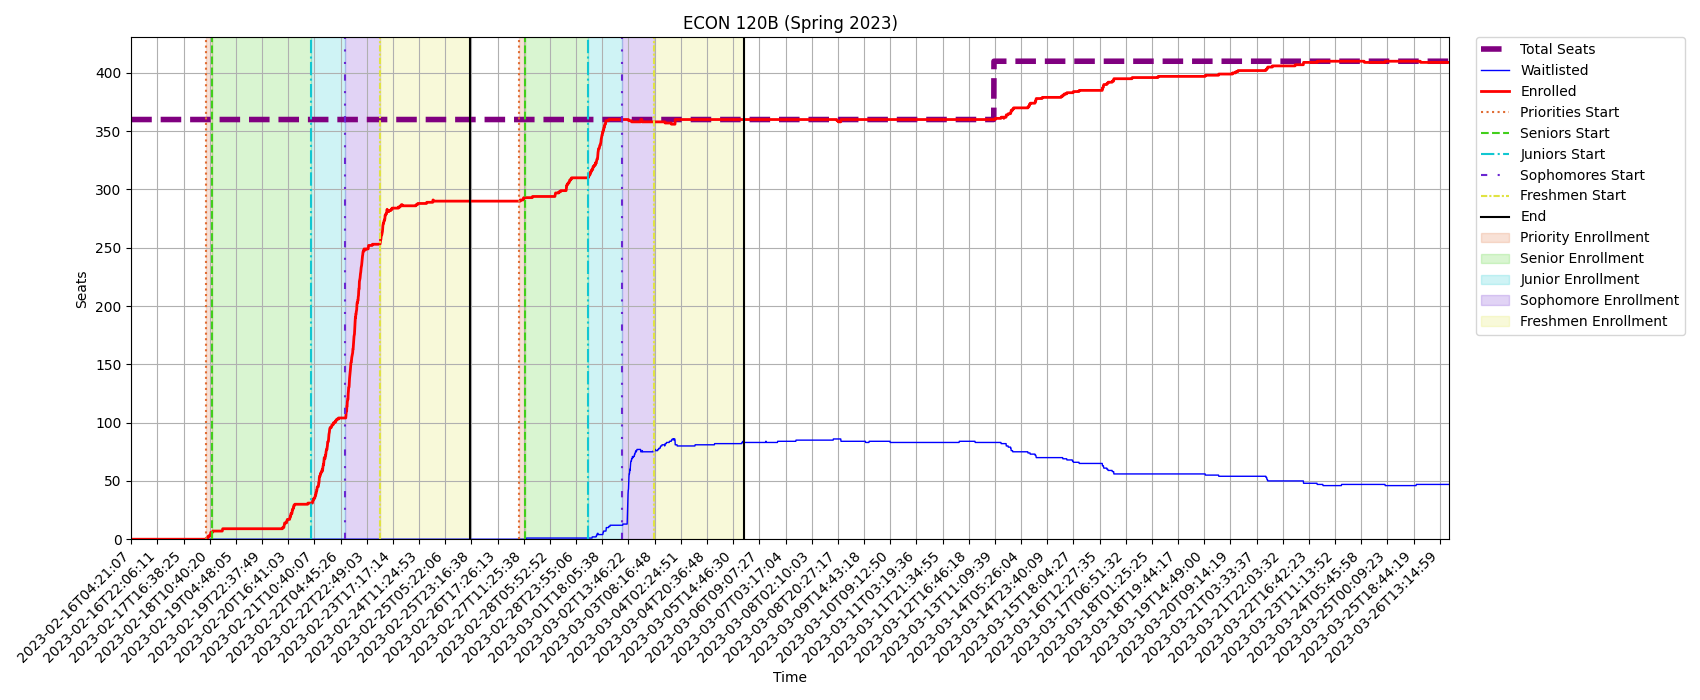 ECON 120B (Spring 2023)
Seats
400
350
300
250
200
150
100
50
0
2023-02-16T04:21:07
2023-02-16T22:06:11
2023-02-17T16:38:25
2023-02-18T10:40:20
2023-02-19T04:48:05
2023-02-19T22:37:49
2023-02-20T16:41:03
2023-02-21T10:40:07
2023-02-22T04:45:26
2023-02-22T22:49:03
2023-02-23T17:17:14
2023-02-24T11:24:53
2023-02-25T05:22:06
2023-02-25T23:16:38
2023-02-26T17:26:13
2023-02-27T11:25:38
2023-02-28T05:52:52
2023-02-28T23:55:06
2023-03-01T18:05:38
2023-03-02T13:46:22
2023-03-03T08:16:48
2023-03-04T02:24:51
2023-03-04T20:36:48
2023-03-05T14:46:30
2023-03-06T09:07:27
2023-03-07T03:17:04
2023-03-08T02:10:03
2023-03-08T20:27:17
2023-03-09T14:43:18
2023-03-10T09:12:50
2023-03-11T03:19:36
2023-03-11T21:34:55
2023-03-12T16:46:18
2023-03-13T11:09:39
2023-03-14T05:26:04
2023-03-14T23:40:09
2023-03-15T18:04:27
2023-03-16T12:27:35
2023-03-17T06:51:32
2023-03-18T01:25:25
2023-03-18T19:44:17
2023-03-19T14:49:00
2023-03-20T09:14:19
2023-03-21T03:33:37
2023-03-21T22:03:32
2023-03-22T16:42:23
2023-03-23T11:13:52
2023-03-24T05:45:58
2023-03-25T00:09:23
2023-03-25T18:44:19
2023-03-26T13:14:59
Time
Total Seats
Waitlisted
Enrolled
Priorities Start
Seniors Start
Juniors Start
Sophomores Start
Freshmen Start
End
Priority Enrollment
Senior Enrollment
Junior Enrollment
Sophomore Enrollment
Freshmen Enrollment